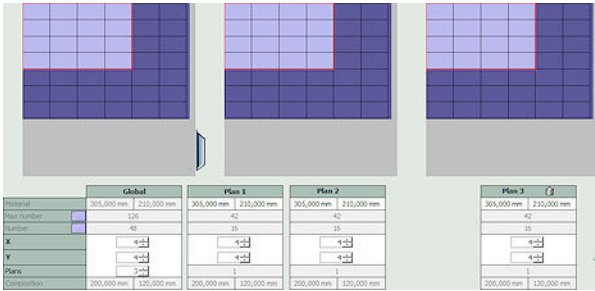 Global Plan 1 Plan 2 Plan 3
Material 305,000 mm 210,000 mm 305,000 mm 210,000 mm 305,000 mm 210,000 mm 305,000 mm 210,000 mm
Max number 126 42 42 42
Number 48 16 16 16
X 4 4 4 4
Y 4 4 4 4
Plans 3 1 1 1
Composition 200,000 mm 120,000 mm 200,000 mm 120,000 mm 200,000 mm 120,000 mm 200,000 mm 120,000 mm